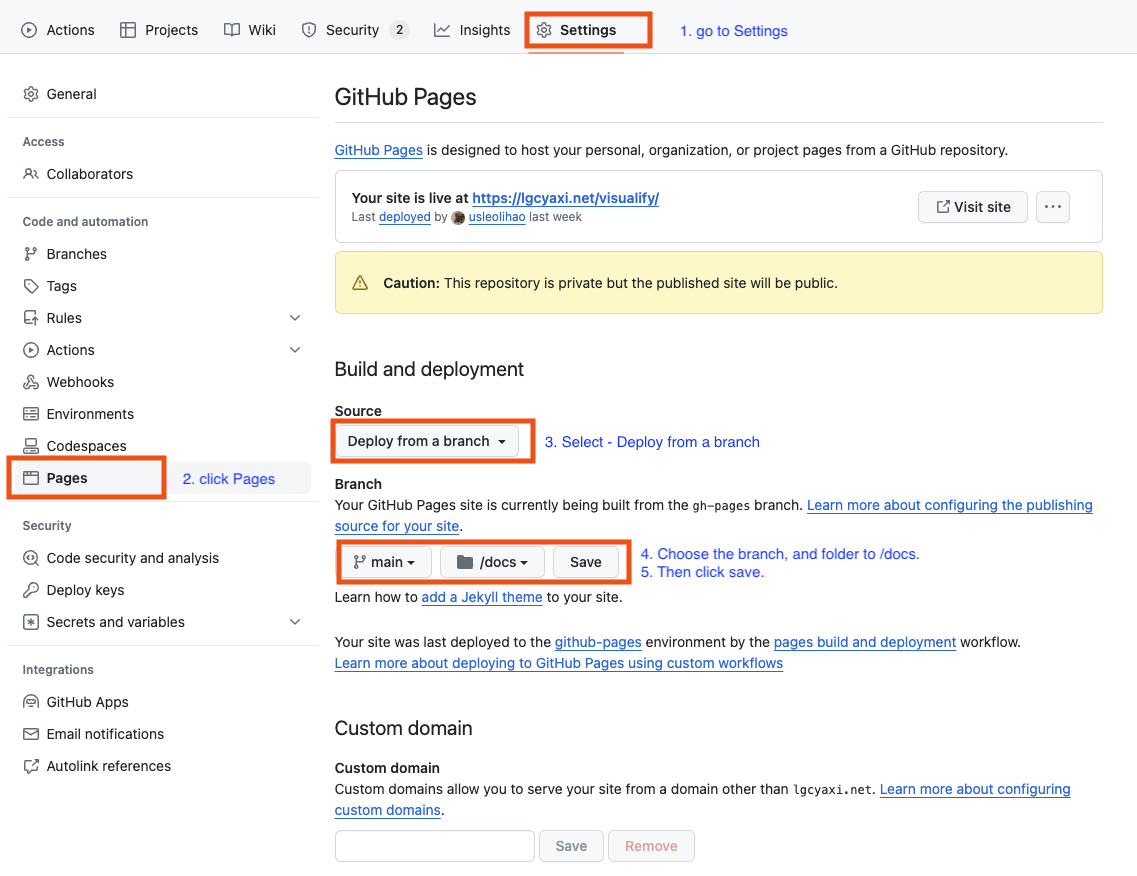 Actions Projects Wiki Security 2 Insights Settings 1. go to Settings
General
Access
Collaborators
Code and automation
Branches
Tags
Rules
Actions
Webhooks
Environments
Codespaces
Pages 2. click Pages
Security
Code security and analysis
Deploy keys
Secrets and variables
Integrations
GitHub Apps
Email notifications
Autolink references
GitHub Pages
GitHub Pages is designed to host your personal, organization, or project pages from a GitHub repository.
Your site is live at https://lgcyaxi.net/visualify/
Last deployed by usleolihao last week
Visit site
Caution: This repository is private but the published site will be public.
Build and deployment
Source
Deploy from a branch 3. Select - Deploy from a branch
Branch
Your GitHub Pages site is currently being built from the gh-pages branch. Learn more about configuring the publishing
source for your site.
main /docs Save
4. Choose the branch, and folder to /docs.
5. Then click save.
Learn how to add a Jekyll theme to your site.
Your site was last deployed to the github-pages environment by the pages build and deployment workflow.
Learn more about deploying to GitHub Pages using custom workflows
Custom domain
Custom domain
Custom domains allow you to serve your site from a domain other than lgcyaxi.net. Learn more about configuring
custom domains.
Save Remove